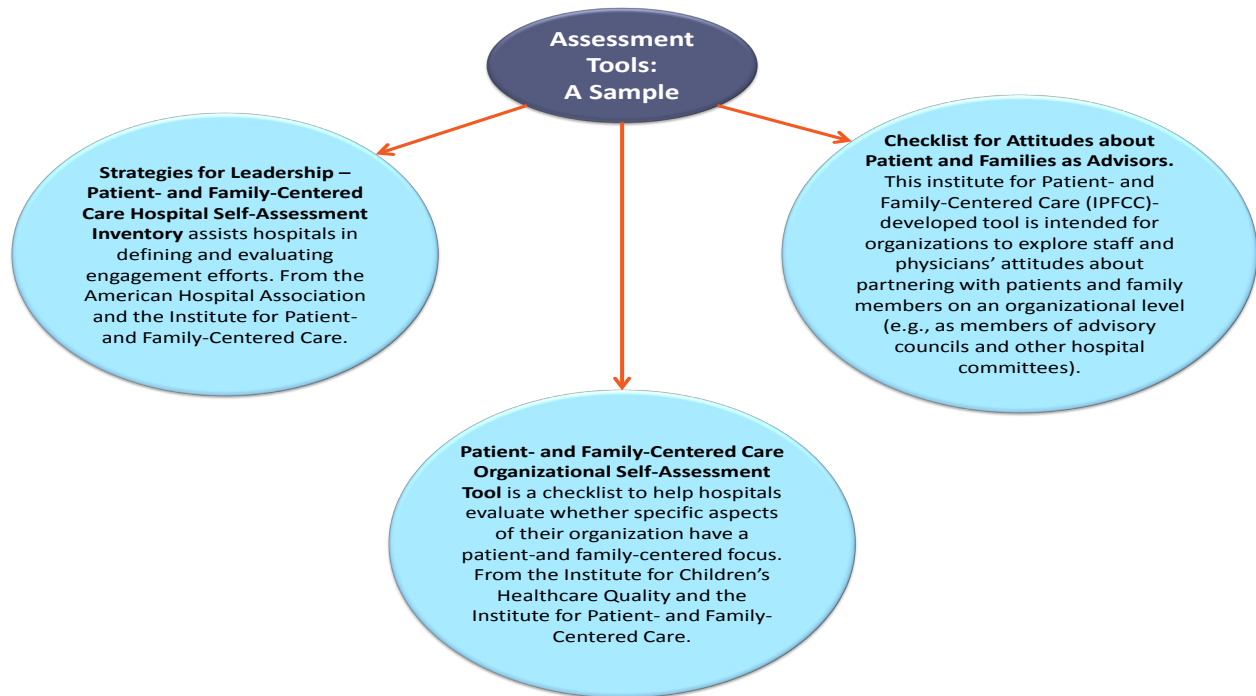 Assessment
Tools:
A Sample
Strategies for Leadership –
Patient- and Family-Centered
Care Hospital Self-Assessment
Inventory assists hospitals in
defining and evaluating
engagement efforts. From the
American Hospital Association
and the Institute for Patient-
and Family-Centered Care.
Patient- and Family-Centered Care
Organizational Self-Assessment
Tool is a checklist to help hospitals
evaluate whether specific aspects
of their organization have a
patient-and family-centered focus.
From the Institute for Children’s
Healthcare Quality and the
Institute for Patient- and Family-
Centered Care.
Checklist for Attitudes about
Patient and Families as Advisors.
This institute for Patient- and
Family-Centered Care (IPFCC)-
developed tool is intended for
organizations to explore staff and
physicians’ attitudes about
partnering with patients and family
members on an organizational level
(e.g., as members of advisory
councils and other hospital
committees).